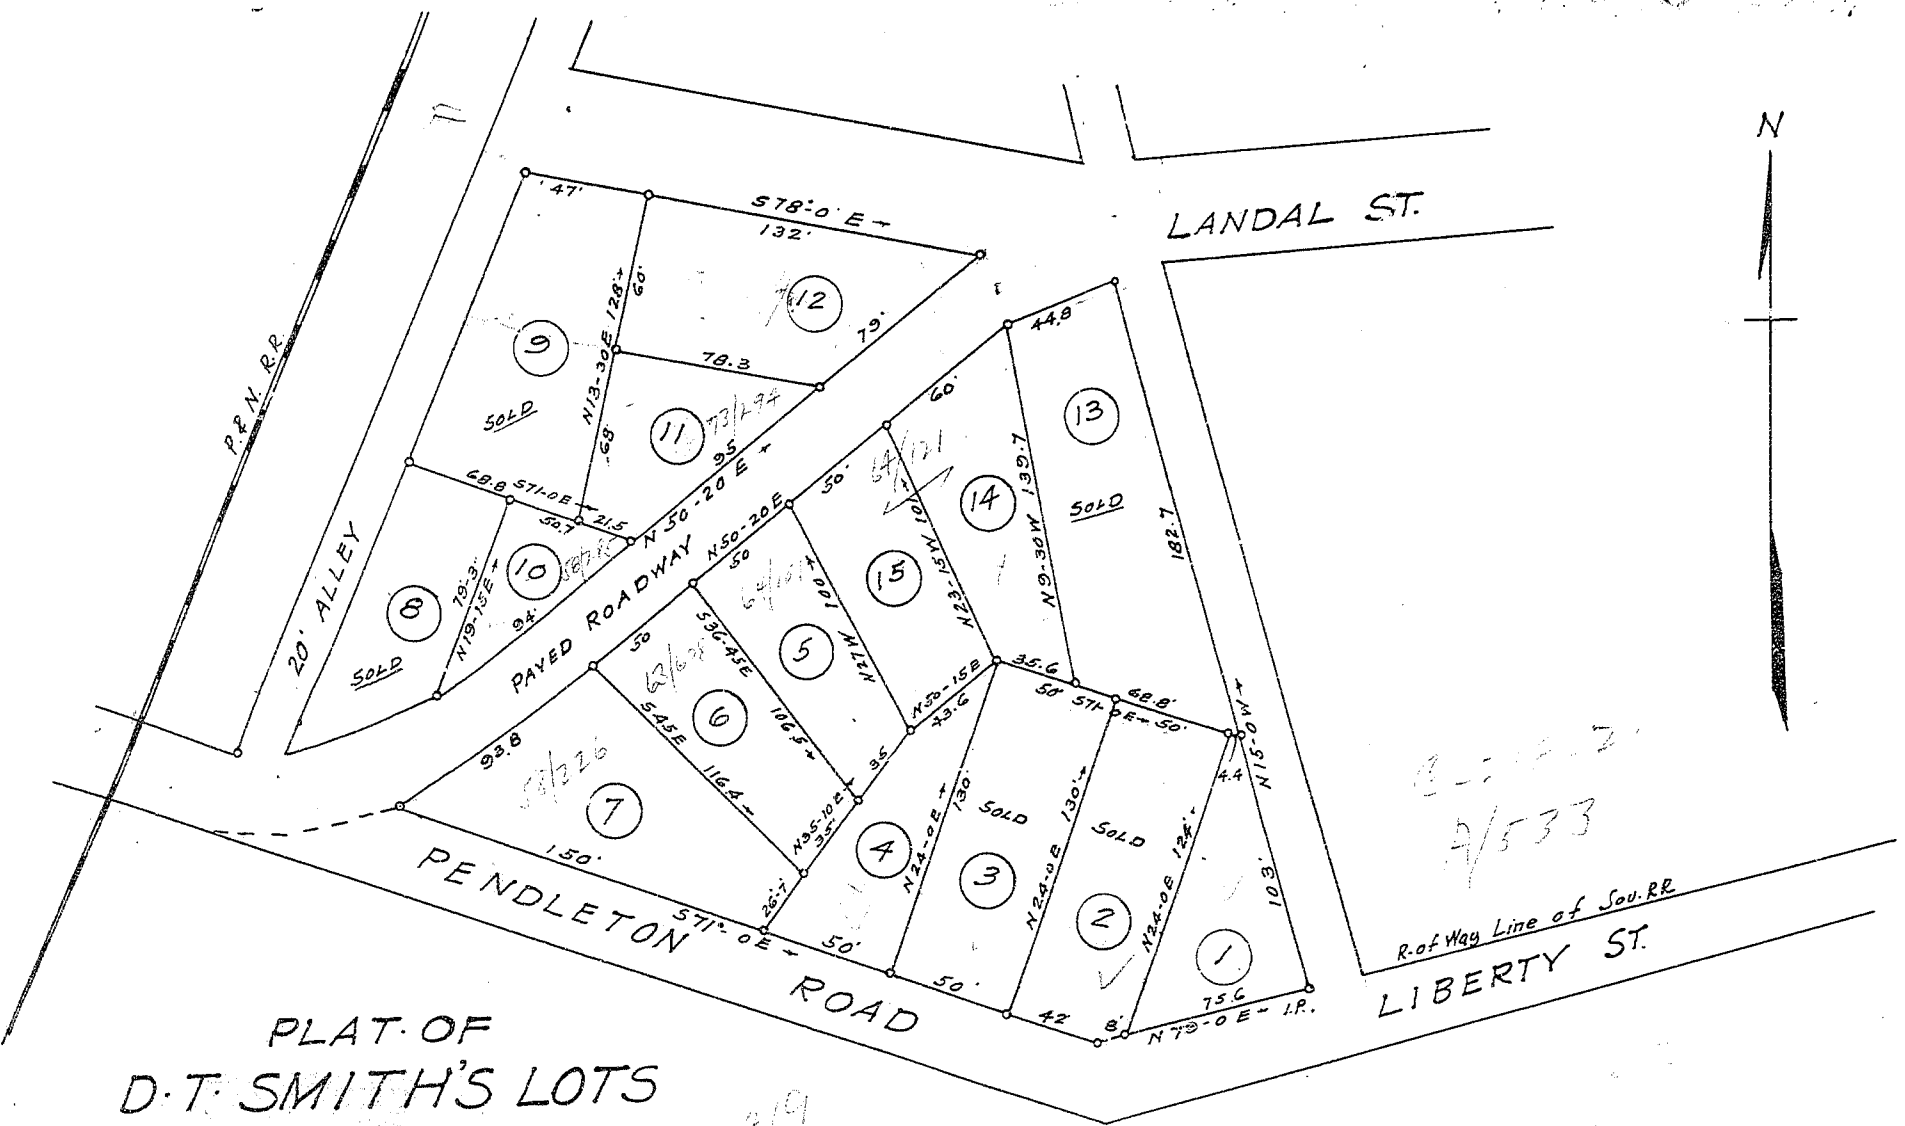 N
LANDAL ST.
P. & N. R.R.
20' ALLEY
PAVED ROADWAY
PENDLETON ROAD
LIBERTY ST.
R. of Way Line of Sou. RR
47'
S78°-0' E
132'
N13-30E 128'
60'
68'
9
SOLD
12
79'
78.3
11
73/294
95
N 50-20 E
68.8 S71-0E
50.7
21.5
10
94'
79'-3"
N19-15E
8
SOLD
44.8
60'
13
SOLD
182.7
139.7
N9-30W
14
64/121
101
N23-15W
50'
N50-20E
50
15
100
N27W
5
S36-45E
106.5
50
6
S45E
116.4
93.8
7
58/226
150'
S71°-0E
N50-15E
43.6
35
N35-10E
35'
26.7'
4
50'
N24-0E
130'
35.6
50' S71-0E 50'
68.8'
3
SOLD
50'
N24-0E
130'
2
SOLD
42
8'
N24-0E 124'
4.4
N15-0W
103'
1
75.6
N 79-0 E I.P.
A/533
PLAT. OF
D.T. SMITH'S LOTS